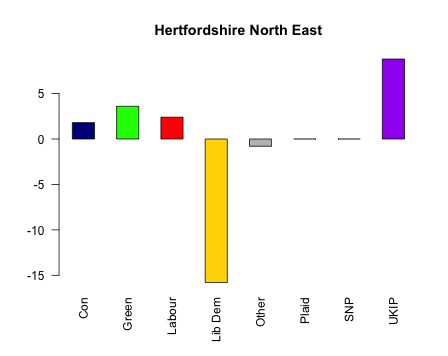 Hertfordshire North East
5
0
-5
-10
-15
Con
Green
Labour
Lib Dem
Other
Plaid
SNP
UKIP